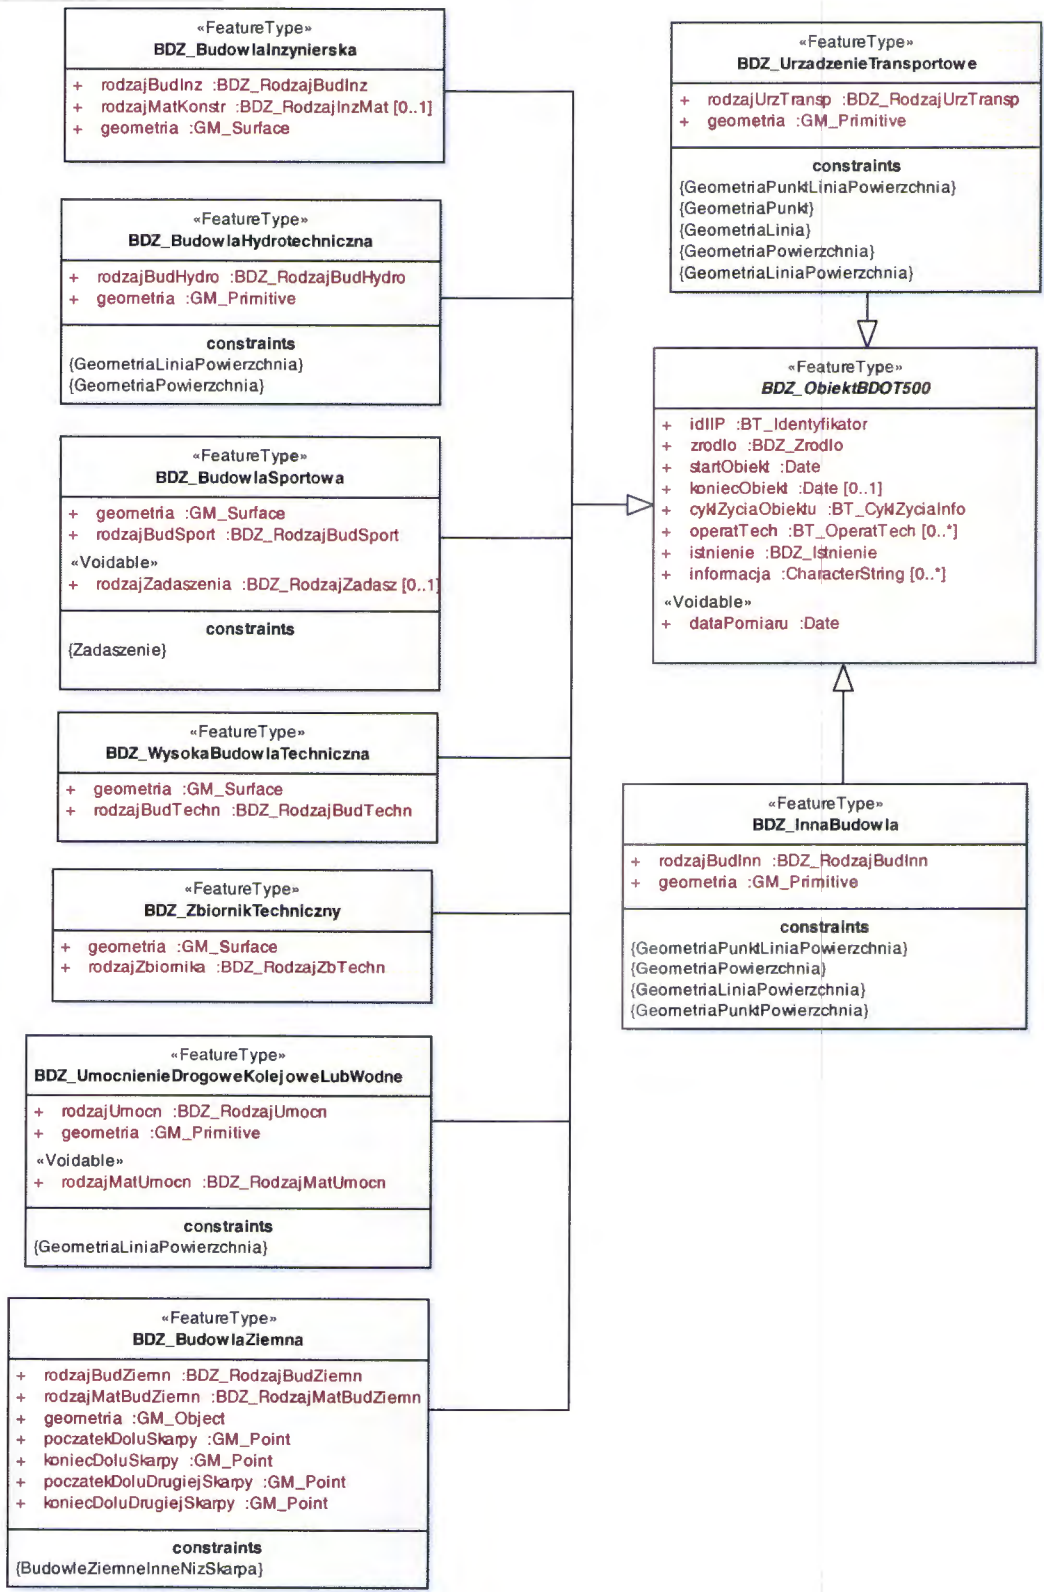 «FeatureType»
BDZ_BudowlaInzynierska
+ rodzajBudInz :BDZ_RodzajBudInz
+ rodzajMatKonstr :BDZ_RodzajInzMat [0..1]
+ geometria :GM_Surface
«FeatureType»
BDZ_BudowlaHydrotechniczna
+ rodzajBudHydro :BDZ_RodzajBudHydro
+ geometria :GM_Primitive
constraints
{GeometriaLiniaPowierzchnia}
{GeometriaPowierzchnia}
«FeatureType»
BDZ_BudowlaSportowa
+ geometria :GM_Surface
+ rodzajBudSport :BDZ_RodzajBudSport
«Voidable»
+ rodzajZadaszenia :BDZ_RodzajZadasz [0..1]
constraints
{Zadaszenie}
«FeatureType»
BDZ_WysokaBudowlaTechniczna
+ geometria :GM_Surface
+ rodzajBudTechn :BDZ_RodzajBudTechn
«FeatureType»
BDZ_ZbiornikTechniczny
+ geometria :GM_Surface
+ rodzajZbiornika :BDZ_RodzajZbTechn
«FeatureType»
BDZ_UmocnienieDrogoweKolejoweLubWodne
+ rodzajUmocn :BDZ_RodzajUmocn
+ geometria :GM_Primitive
«Voidable»
+ rodzajMatUmocn :BDZ_RodzajMatUmocn
constraints
{GeometriaLiniaPowierzchnia}
«FeatureType»
BDZ_BudowlaZiemna
+ rodzajBudZiemn :BDZ_RodzajBudZiemn
+ rodzajMatBudZiemn :BDZ_RodzajMatBudZiemn
+ geometria :GM_Object
+ poczatekDoluSkarpy :GM_Point
+ koniecDoluSkarpy :GM_Point
+ poczatekDoluDrugiejSkarpy :GM_Point
+ koniecDoluDrugiejSkarpy :GM_Point
constraints
{BudowleZiemneInneNizSkarpa}
«FeatureType»
BDZ_UrzadzenieTransportowe
+ rodzajUrzTransp :BDZ_RodzajUrzTransp
+ geometria :GM_Primitive
constraints
{GeometriaPunktLiniaPowierzchnia}
{GeometriaPunkt}
{GeometriaLinia}
{GeometriaPowierzchnia}
{GeometriaLiniaPowierzchnia}
«FeatureType»
BDZ_ObiektBDOT500
+ idIIP :BT_Identyfikator
+ zrodlo :BDZ_Zrodlo
+ startObiekt :Date
+ koniecObiekt :Date [0..1]
+ cyklZyciaObiektu :BT_CyklZyciaInfo
+ operatTech :BT_OperatTech [0..*]
+ istnienie :BDZ_Istnienie
+ informacja :CharacterString [0..*]
«Voidable»
+ dataPomiaru :Date
«FeatureType»
BDZ_InnaBudowla
+ rodzajBudInn :BDZ_RodzajBudInn
+ geometria :GM_Primitive
constraints
{GeometriaPunktLiniaPowierzchnia}
{GeometriaPowierzchnia}
{GeometriaLiniaPowierzchnia}
{GeometriaPunktPowierzchnia}